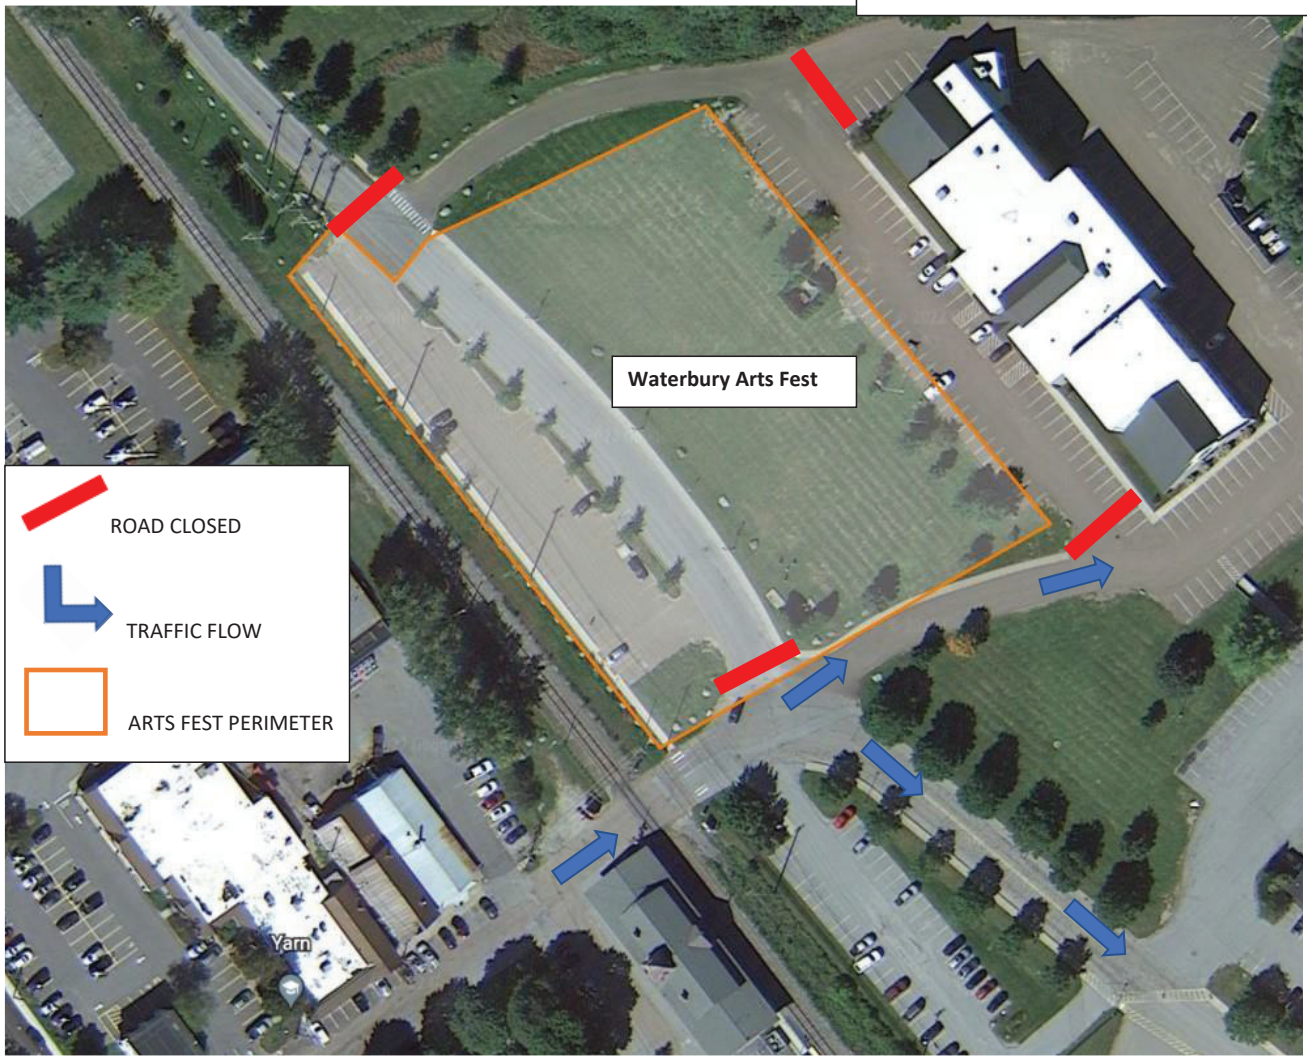 Waterbury Arts Fest
ROAD CLOSED
TRAFFIC FLOW
ARTS FEST PERIMETER
Yarn